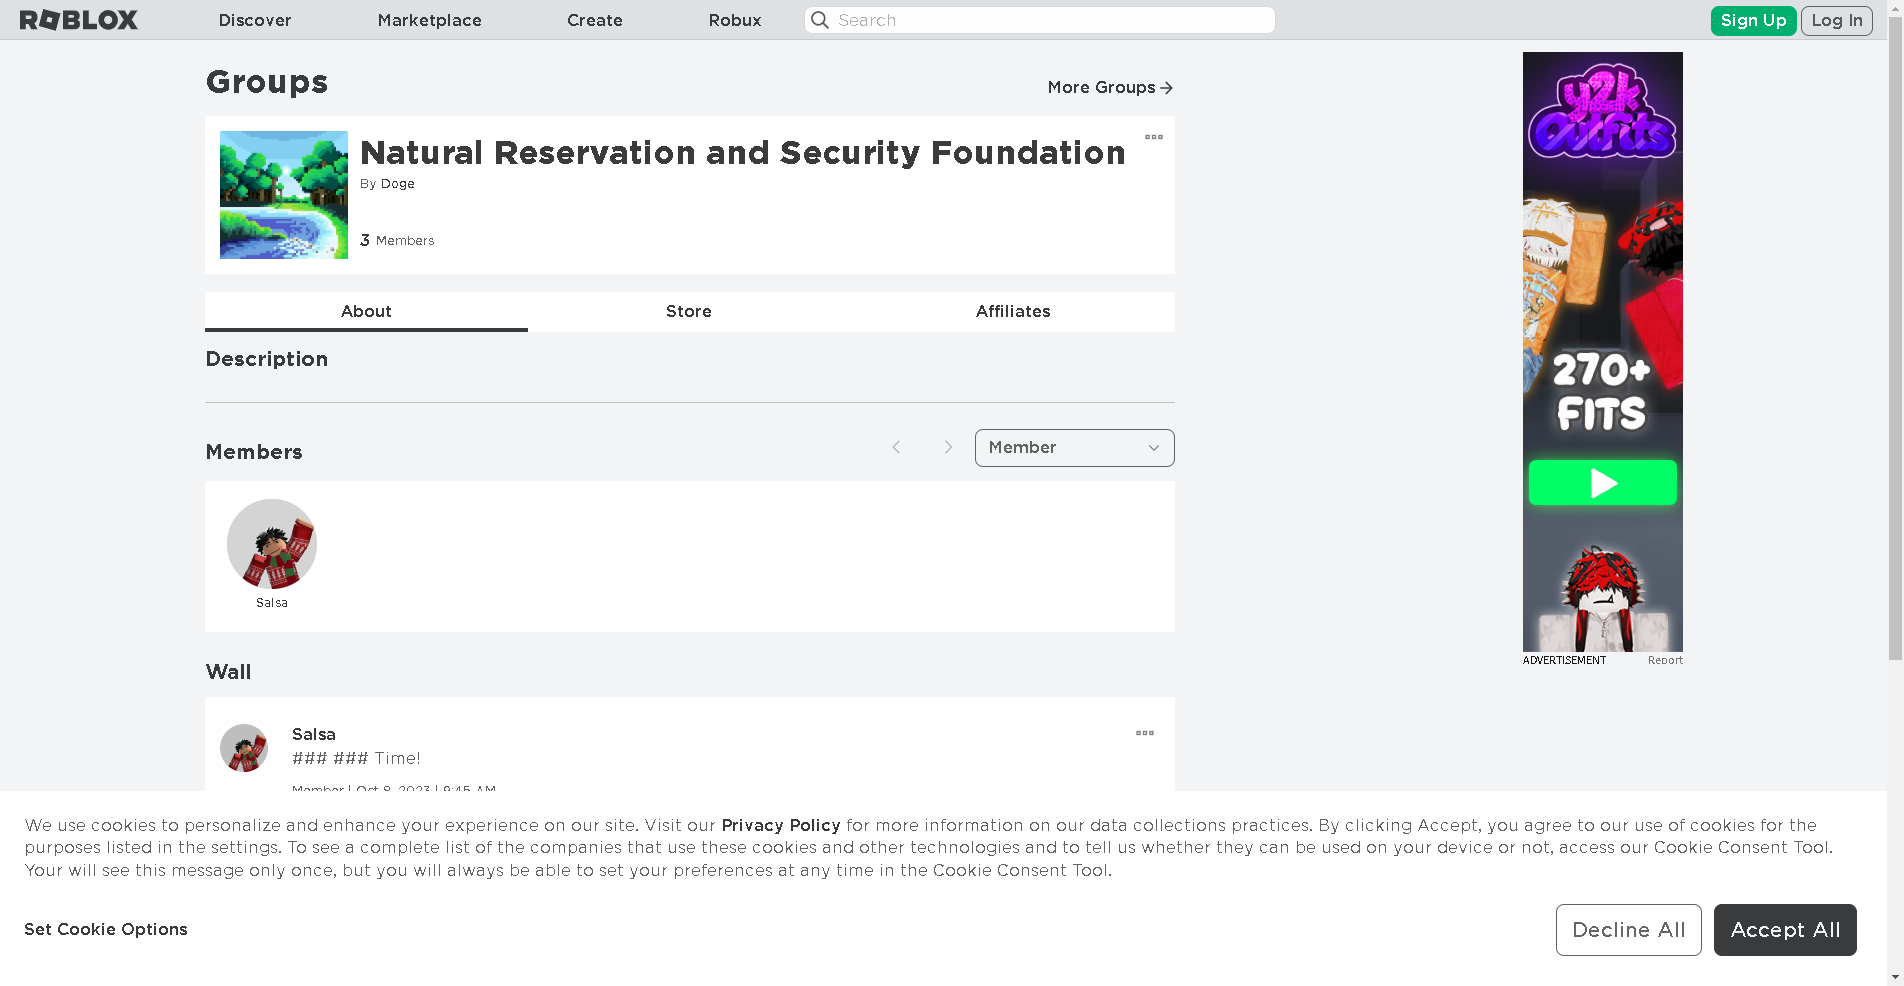 ROBLOX Discover Marketplace Create Robux Search Sign Up Log In
Groups
More Groups
Natural Reservation and Security Foundation
By Doge
3 Members
About Store Affiliates
Description
Members
Member
Salsa
Wall
Salsa
### ### Time!
Member | Oct 8, 2023 | 9:45 AM
y2k
Outfits
270+
FITS
ADVERTISEMENT Report
We use cookies to personalize and enhance your experience on our site. Visit our Privacy Policy for more information on our data collections practices. By clicking Accept, you agree to our use of cookies for the
purposes listed in the settings. To see a complete list of the companies that use these cookies and other technologies and to tell us whether they can be used on your device or not, access our Cookie Consent Tool.
Your will see this message only once, but you will always be able to set your preferences at any time in the Cookie Consent Tool.
Set Cookie Options
Decline All
Accept All